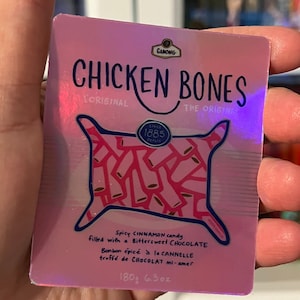 GANONG
CHICKEN BONES
L'ORIGINAL THE ORIGINAL
1885
Spicy CINNAMON candy
filled with a Bittersweet CHOCOLATE
Bonbon épicé à la CANNELLE
truffé de CHOCOLAT mi-amer
180g 6.3oz